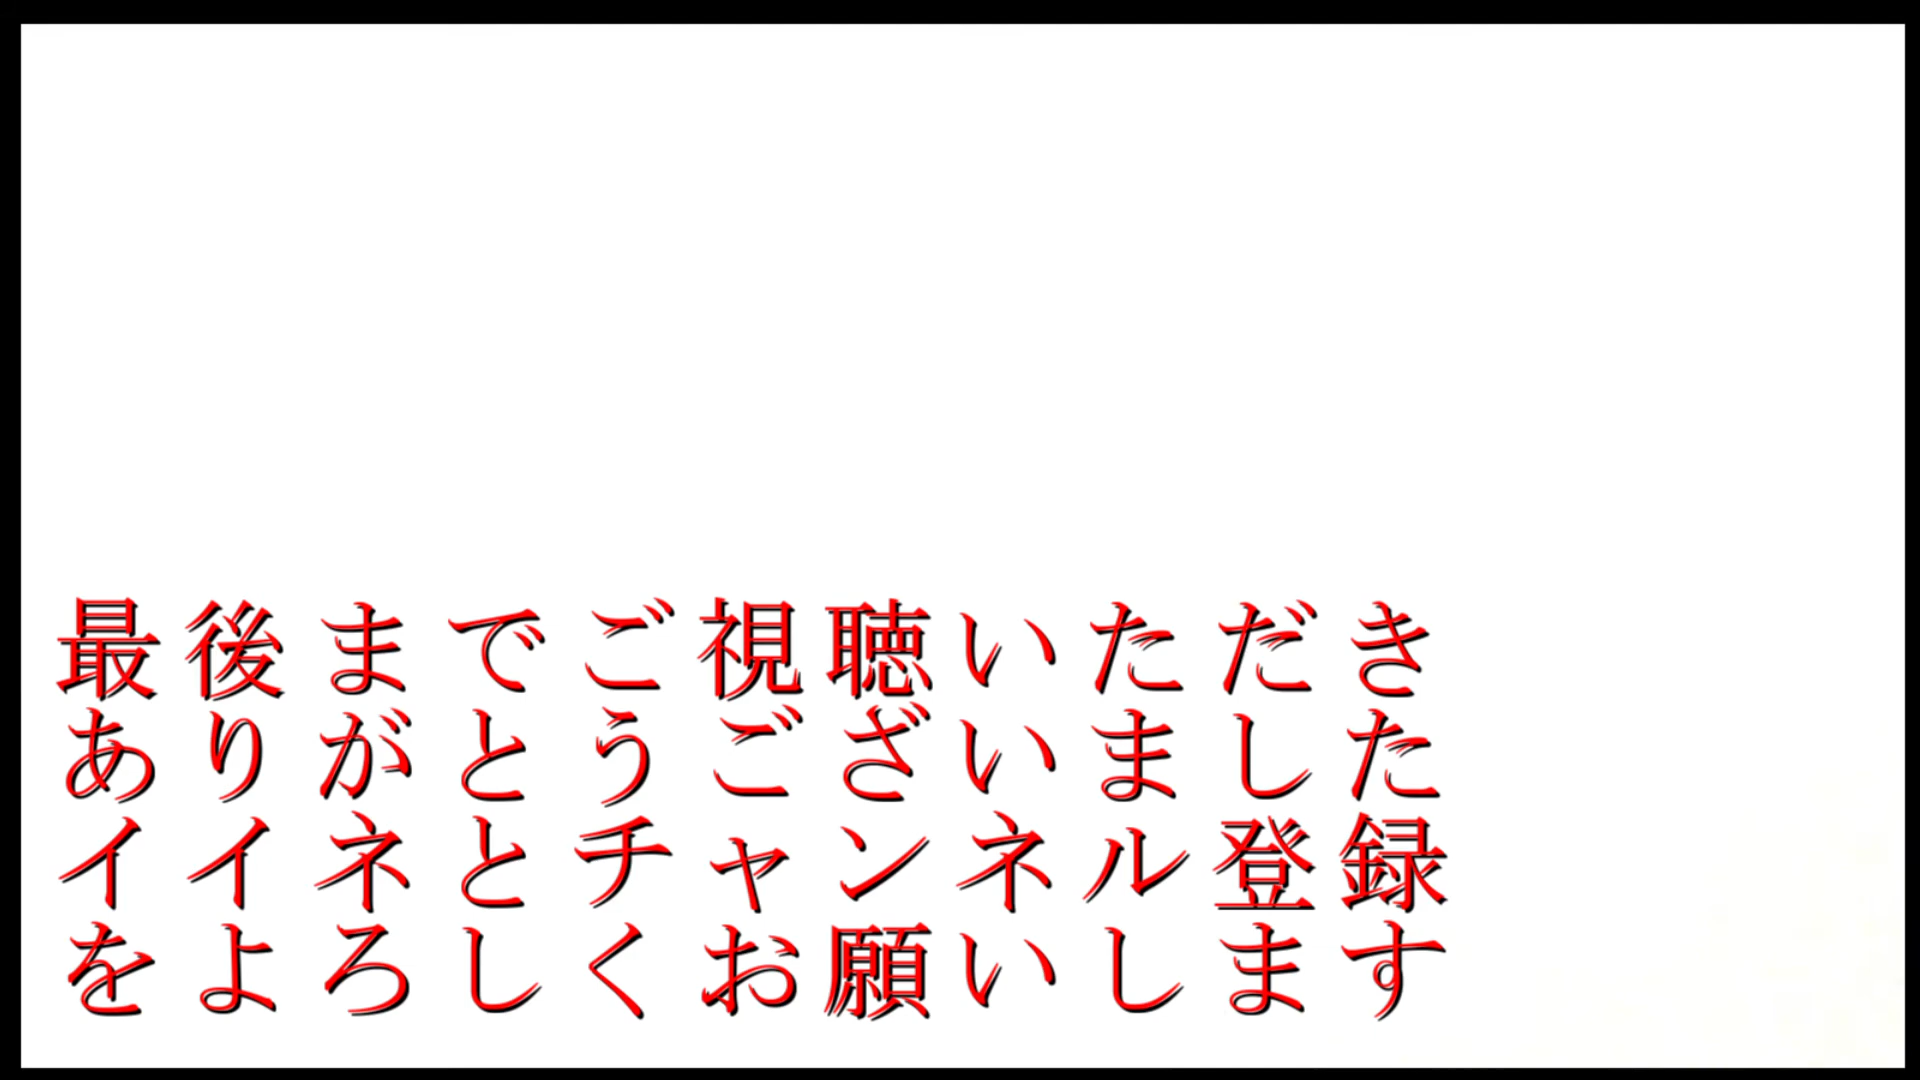 最後までご視聴いただき
ありがとうございました
イイネとチャンネル登録
をよろしくお願いします